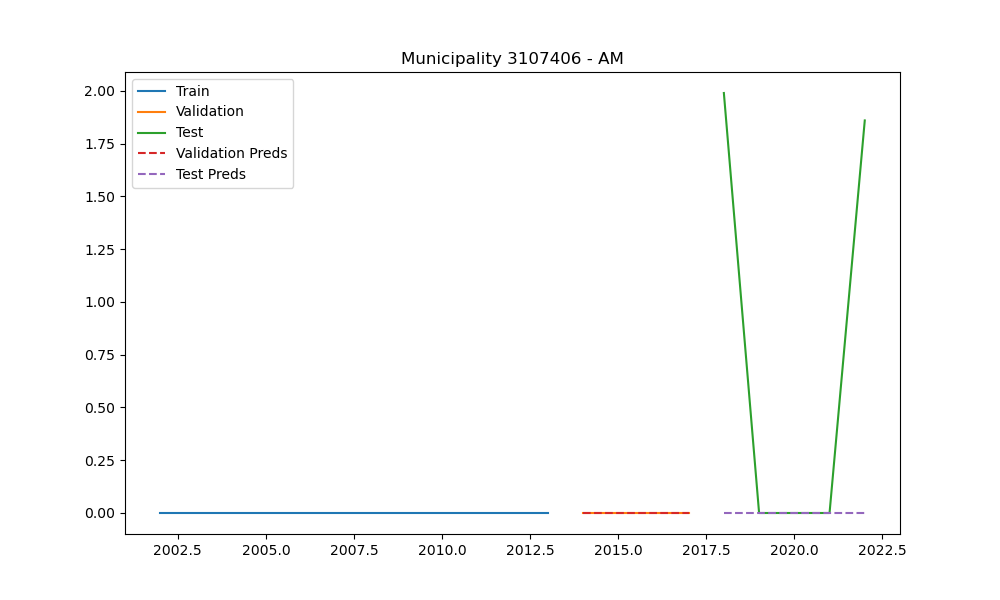 Municipality 3107406 - AM
Train
Validation
Test
Validation Preds
Test Preds
2.00
1.75
1.50
1.25
1.00
0.75
0.50
0.25
0.00
2002.5 2005.0 2007.5 2010.0 2012.5 2015.0 2017.5 2020.0 2022.5